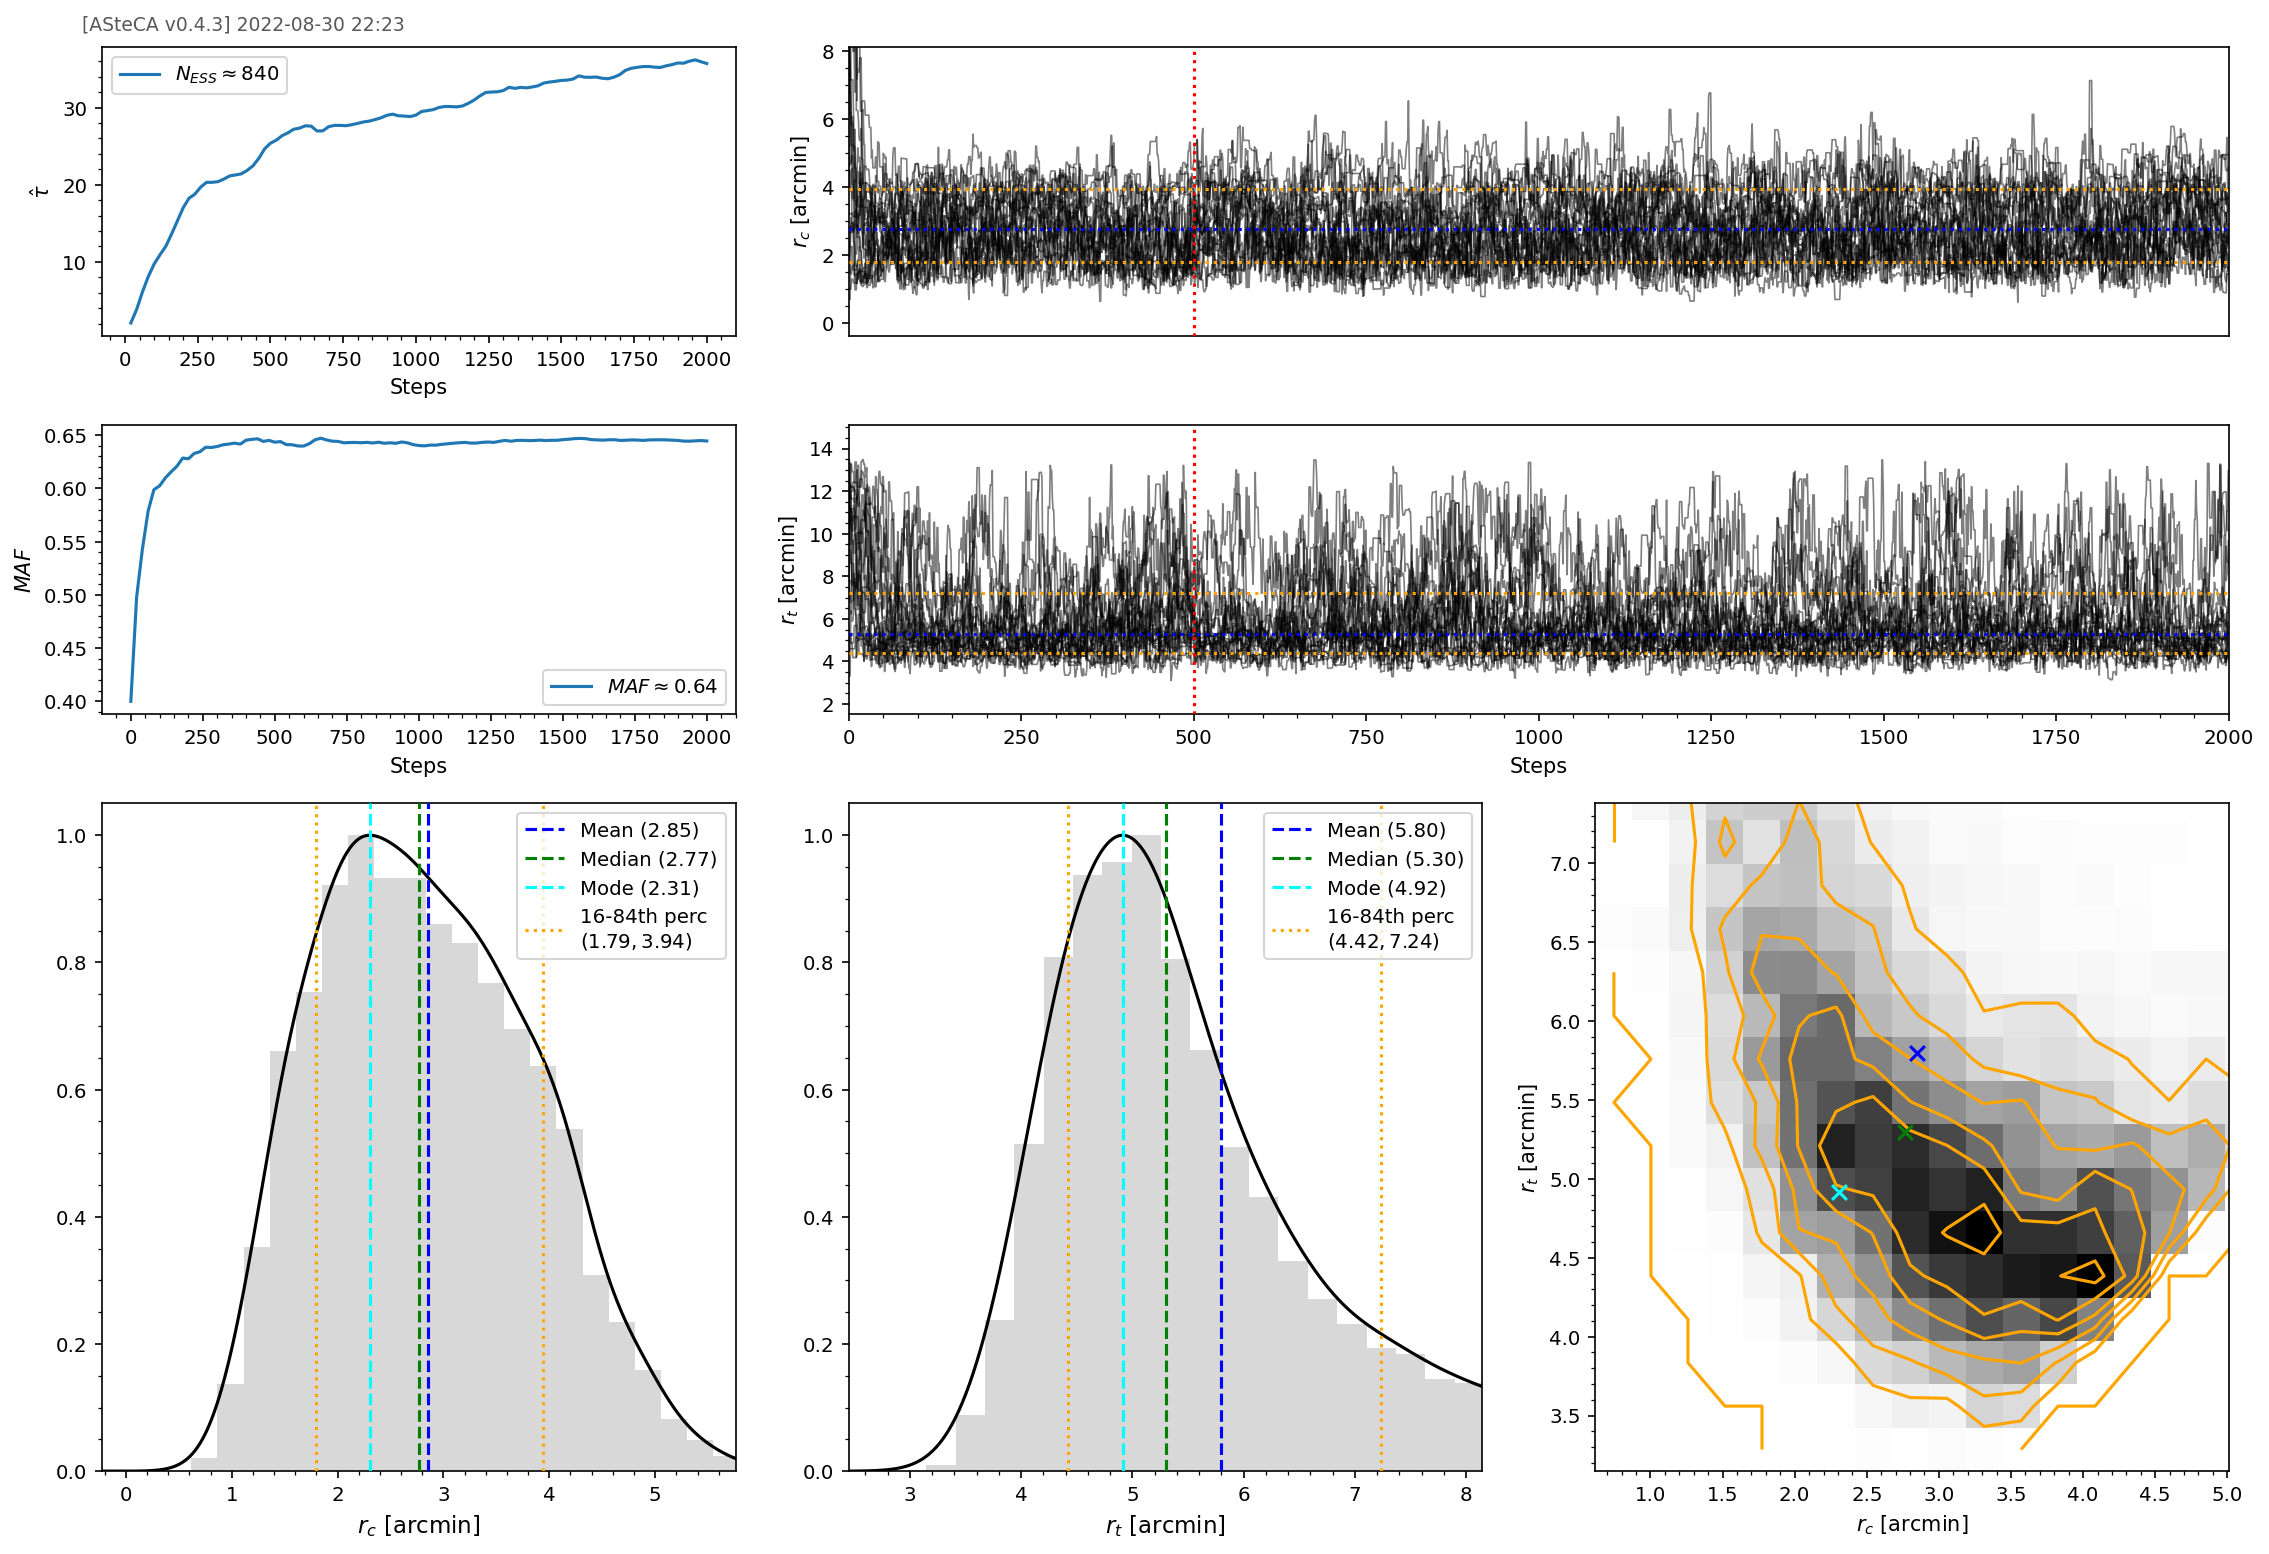 [ASteCA v0.4.3] 2022-08-30 22:23
N_ESS ≈ 840
30
20
10
τ̂
0 250 500 750 1000 1250 1500 1750 2000
Steps
8
6
4
2
0
r_c [arcmin]
0.65
0.60
0.55
0.50
0.45
0.40
MAF
MAF ≈ 0.64
0 250 500 750 1000 1250 1500 1750 2000
Steps
14
12
10
8
6
4
2
r_t [arcmin]
0 250 500 750 1000 1250 1500 1750 2000
Steps
Mean (2.85)
Median (2.77)
Mode (2.31)
16-84th perc
(1.79, 3.94)
1.0
0.8
0.6
0.4
0.2
0.0
0 1 2 3 4 5
r_c [arcmin]
Mean (5.80)
Median (5.30)
Mode (4.92)
16-84th perc
(4.42, 7.24)
1.0
0.8
0.6
0.4
0.2
0.0
3 4 5 6 7 8
r_t [arcmin]
7.0
6.5
6.0
5.5
5.0
4.5
4.0
3.5
r_t [arcmin]
1.0 1.5 2.0 2.5 3.0 3.5 4.0 4.5 5.0
r_c [arcmin]